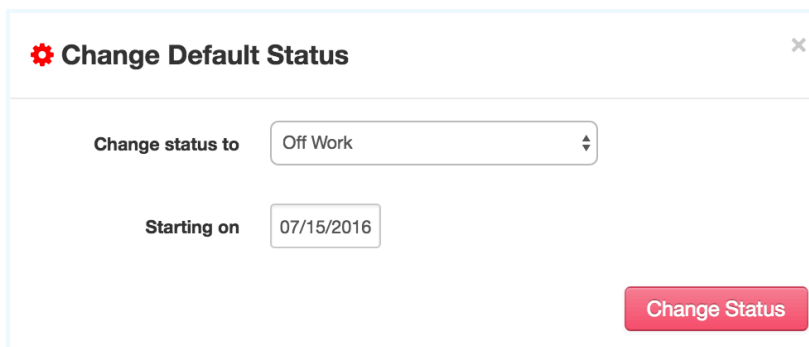 Change Default Status
Change status to Off Work
Starting on 07/15/2016
Change Status